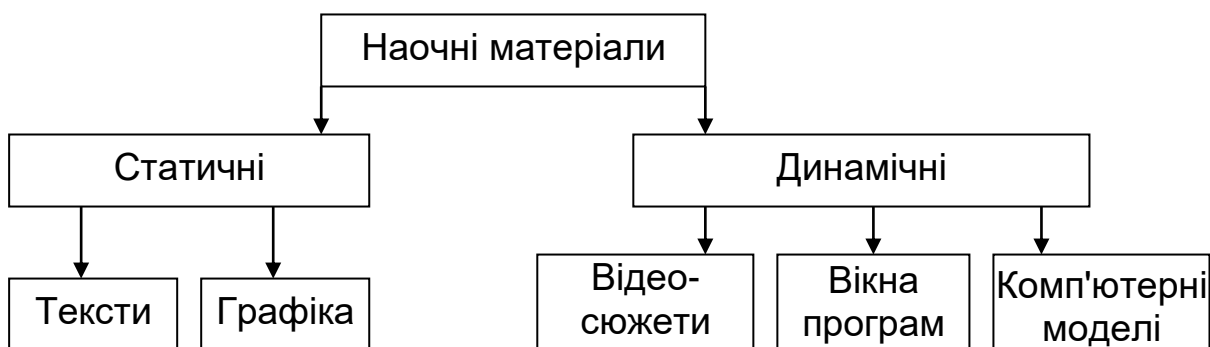 Наочні матеріали
Статичні
Динамічні
Тексти
Графіка
Відео-
сюжети
Вікна
програм
Комп'ютерні
моделі